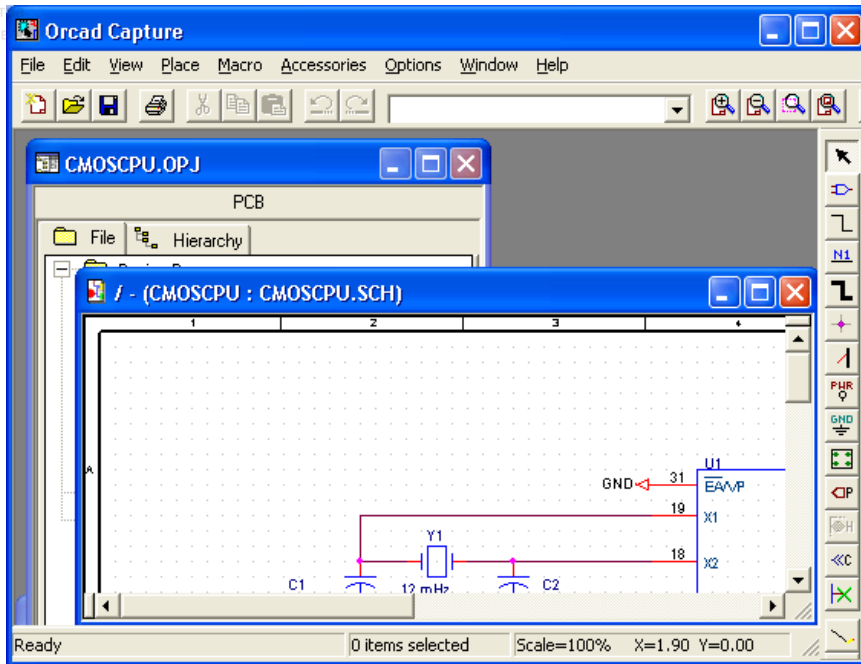 Orcad Capture
File Edit View Place Macro Accessories Options Window Help
CMOSCPU.OPJ
PCB
File Hierarchy
/ - (CMOSCPU : CMOSCPU.SCH)
1 2 3 4
A
U1
GND 31 EA/VP
19 X1
Y1
18 X2
C1 12 mHz C2
N1
PWR
GND
P
H
<<C
Ready 0 items selected Scale=100% X=1.90 Y=0.00